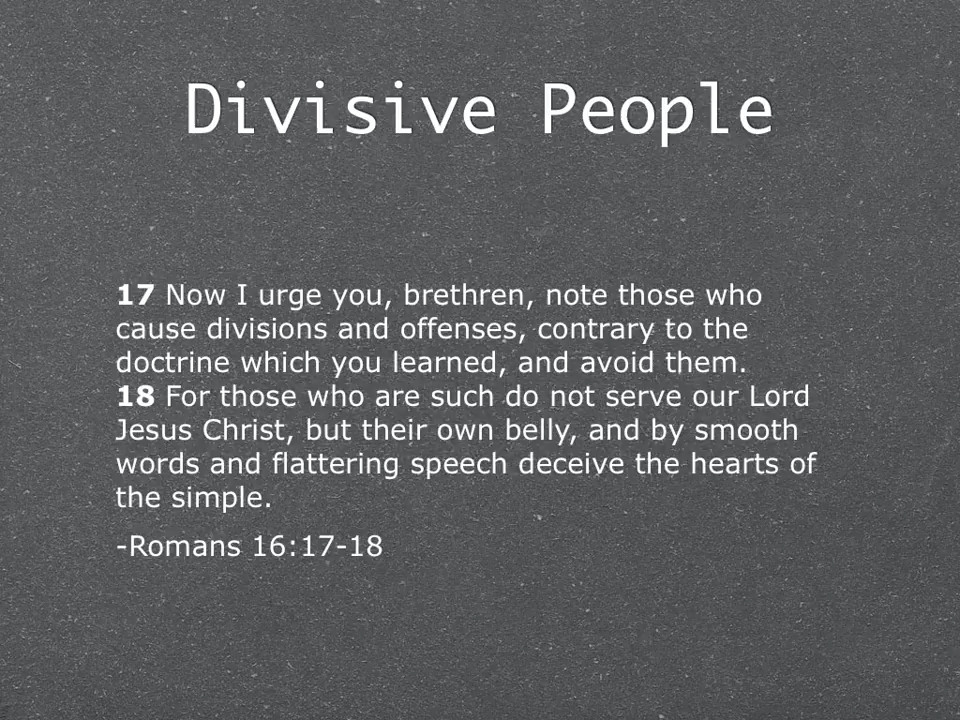 Divisive People
17 Now I urge you, brethren, note those who
cause divisions and offenses, contrary to the
doctrine which you learned, and avoid them.
18 For those who are such do not serve our Lord
Jesus Christ, but their own belly, and by smooth
words and flattering speech deceive the hearts of
the simple.
-Romans 16:17-18